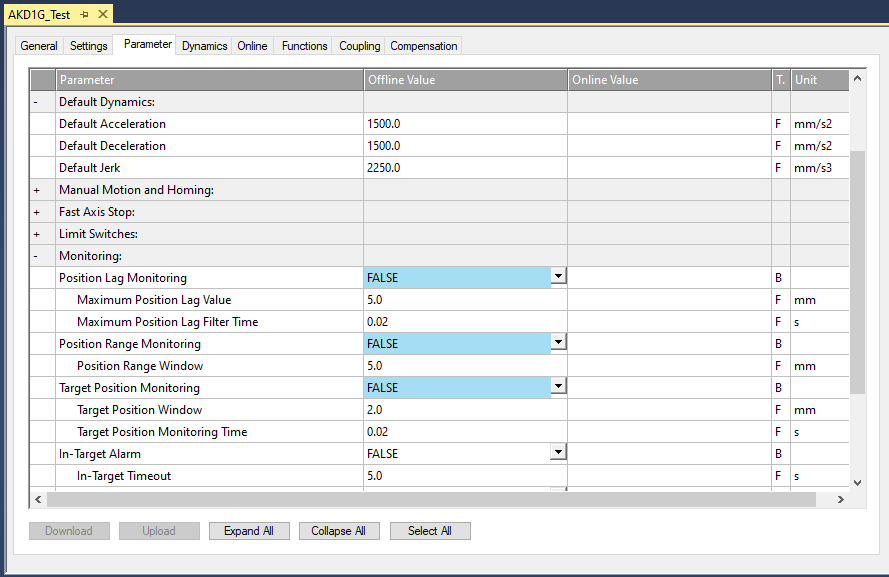 AKD1G_Test
General Settings Parameter Dynamics Online Functions Coupling Compensation
Parameter Offline Value Online Value T. Unit
- Default Dynamics:
Default Acceleration 1500.0 F mm/s2
Default Deceleration 1500.0 F mm/s2
Default Jerk 2250.0 F mm/s3
+ Manual Motion and Homing:
+ Fast Axis Stop:
+ Limit Switches:
- Monitoring:
Position Lag Monitoring FALSE B
Maximum Position Lag Value 5.0 F mm
Maximum Position Lag Filter Time 0.02 F s
Position Range Monitoring FALSE B
Position Range Window 5.0 F mm
Target Position Monitoring FALSE B
Target Position Window 2.0 F mm
Target Position Monitoring Time 0.02 F s
In-Target Alarm FALSE B
In-Target Timeout 5.0 F s
Download Upload Expand All Collapse All Select All